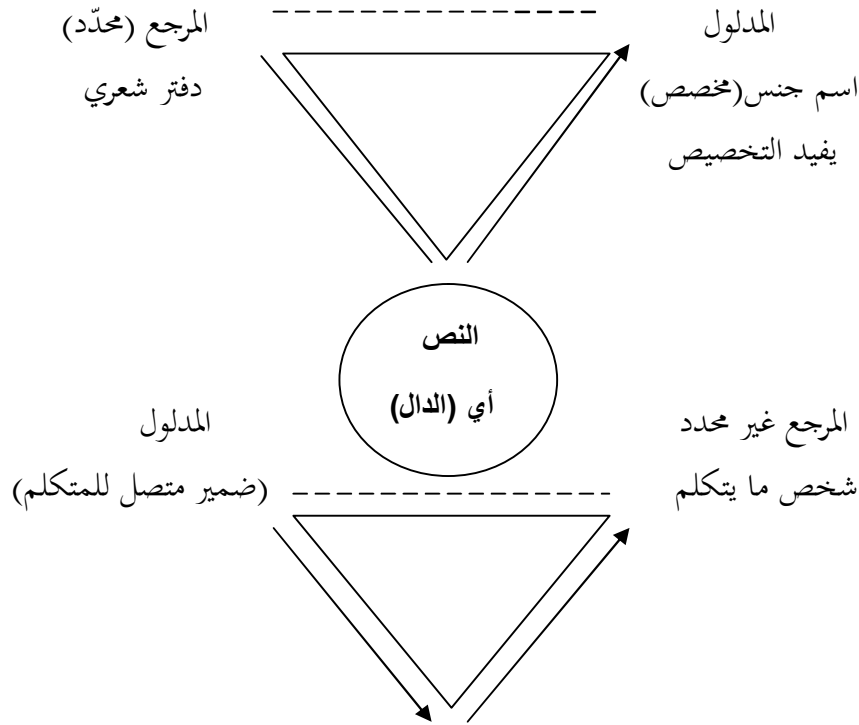 المدلول
اسم جنس(مخصص)
يفيد التخصيص
المرجع (محدّد)
دفتر شعري
النص
أي (الدال)
المرجع غير محدد
شخص ما يتكلم
المدلول
(ضمير متصل للمتكلم)